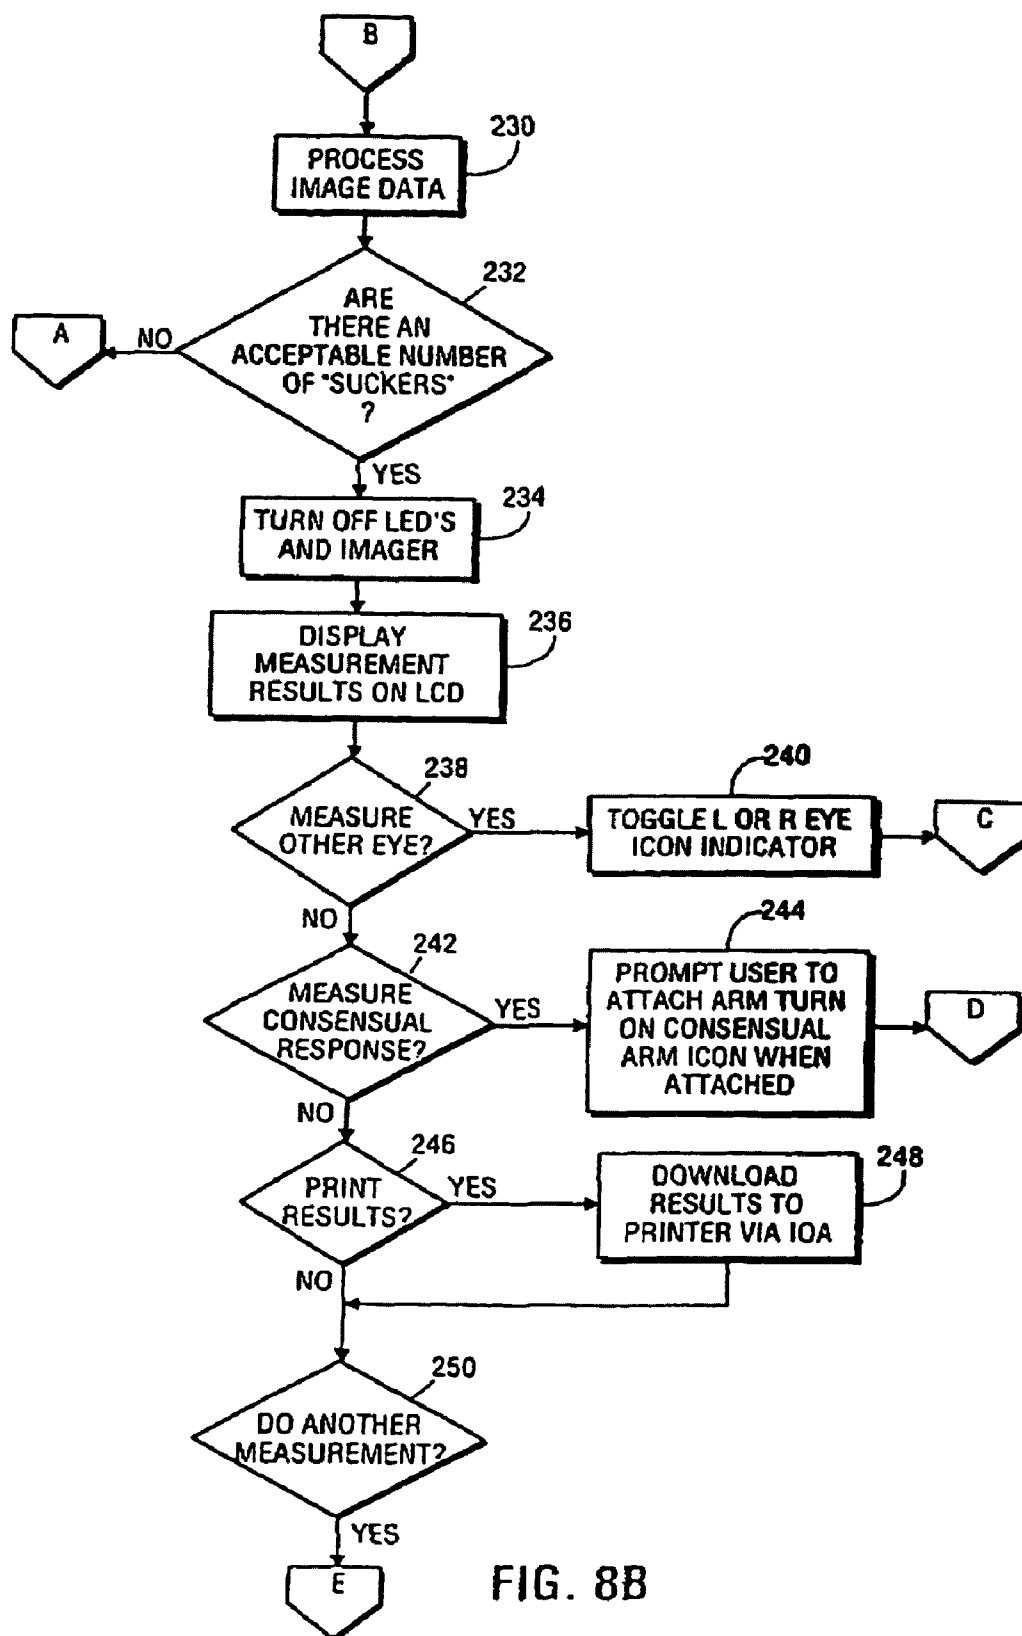 B
230
PROCESS
IMAGE DATA
232
ARE
THERE AN
ACCEPTABLE NUMBER
OF "SUCKERS"
?
A
NO
YES
234
TURN OFF LED'S
AND IMAGER
236
DISPLAY
MEASUREMENT
RESULTS ON LCD
238
MEASURE
OTHER EYE?
YES
240
TOGGLE L OR R EYE
ICON INDICATOR
C
NO
242
MEASURE
CONSENSUAL
RESPONSE?
YES
244
PROMPT USER TO
ATTACH ARM TURN
ON CONSENSUAL
ARM ICON WHEN
ATTACHED
D
NO
246
PRINT
RESULTS?
YES
248
DOWNLOAD
RESULTS TO
PRINTER VIA IOA
NO
250
DO ANOTHER
MEASUREMENT?
YES
E
FIG. 8B